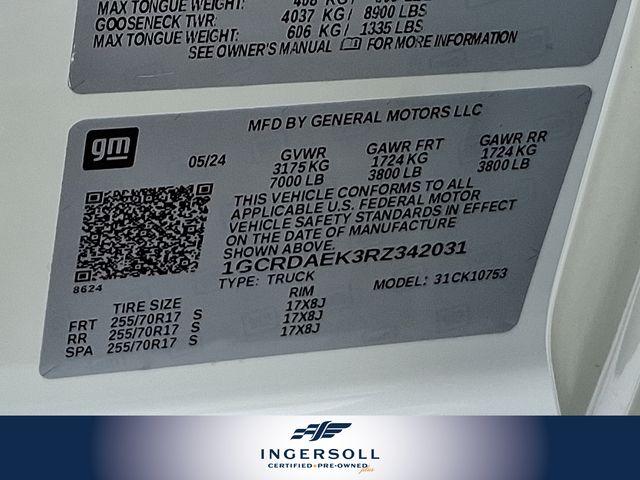 MAX TONGUE WEIGHT:
GOOSENECK TWR: 4037 KG/ 8900 LBS
MAX TONGUE WEIGHT: 606 KG/ 1335 LBS
SEE OWNER'S MANUAL FOR MORE INFORMATION
gm
MFD BY GENERAL MOTORS LLC
05/24
GVWR GAWR FRT GAWR RR
3175 KG 1724 KG 1724 KG
7000 LB 3800 LB 3800 LB
THIS VEHICLE CONFORMS TO ALL
APPLICABLE U.S. FEDERAL MOTOR
VEHICLE SAFETY STANDARDS IN EFFECT
ON THE DATE OF MANUFACTURE
SHOWN ABOVE.
1GCRDAEK3RZ342031
8624
TYPE: TRUCK MODEL: 31CK10753
TIRE SIZE RIM
FRT 255/70R17 S 17X8J
RR 255/70R17 S 17X8J
SPA 255/70R17 S 17X8J
INGERSOLL
CERTIFIED PRE-OWNED plus